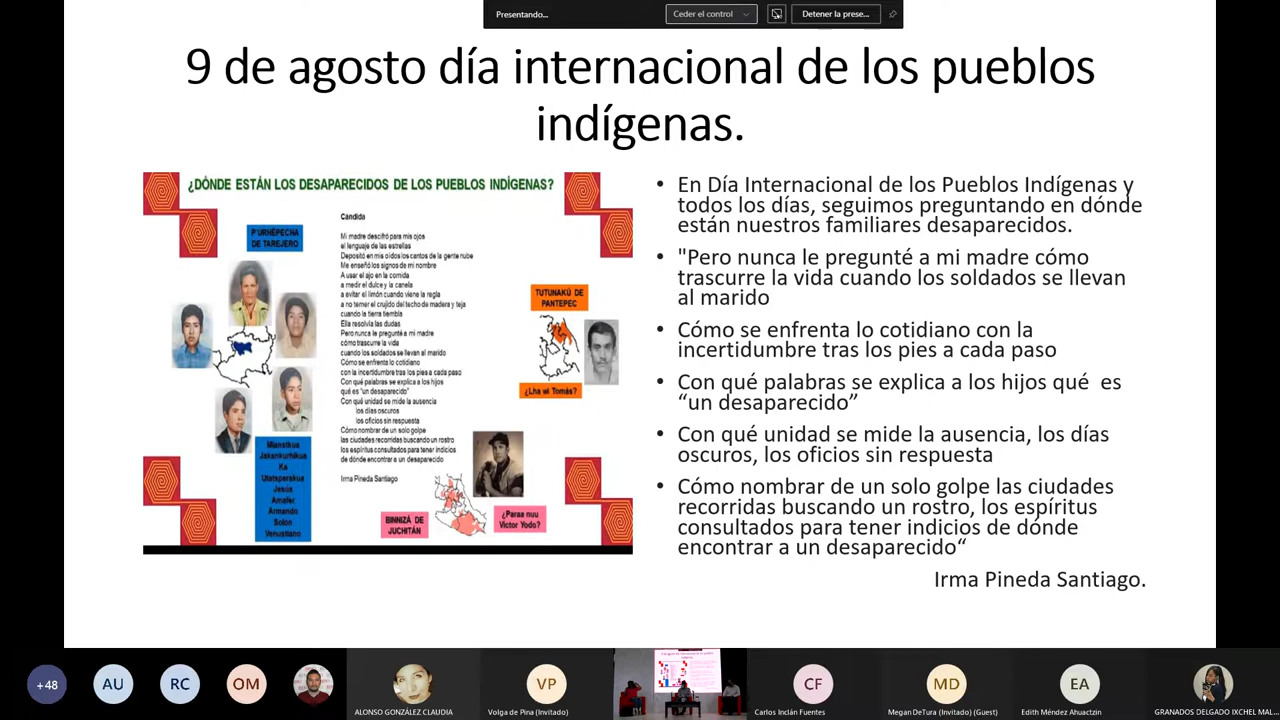 Presentando...
Ceder el control
Detener la prese...
9 de agosto día internacional de los pueblos
indígenas.
¿DÓNDE ESTÁN LOS DESAPARECIDOS DE LOS PUEBLOS INDÍGENAS?
P'URHÉPECHA
DE TAREJERO
Mianstkua
Jakankurhikua
Ka
Utatsperakua
Jesús
Amafer
Armando
Solón
Venustiano
Candida
Mi madre descifró para mis ojos
el lenguaje de las estrellas
Depositó en mis oídos los cantos de la gente nube
Me enseñó los signos de mi nombre
A usar el ajo en la comida
a medir el dulce y la canela
a evitar el limón cuando viene la regla
a no temer el crujido del techo de madera y teja
cuando la tierra tiembla
Ella resolvía las dudas
Pero nunca le pregunté a mi madre
cómo trascurre la vida
cuando los soldados se llevan al marido
Cómo se enfrenta lo cotidiano
con la incertidumbre tras los pies a cada paso
Con qué palabras se explica a los hijos
qué es "un desaparecido"
Con qué unidad se mide la ausencia
los días oscuros
los oficios sin respuesta
Cómo nombrar de un solo golpe
las ciudades recorridas buscando un rostro
los espíritus consultados para tener indicios
de dónde encontrar a un desaparecido
Irma Pineda Santiago
TUTUNAKÚ DE
PANTEPEC
¿Lha wi Tomás?
BINNIZÁ DE
JUCHITÁN
¿Paraa nuu
Víctor Yodo?
• En Día Internacional de los Pueblos Indígenas y
todos los días, seguimos preguntando en dónde
están nuestros familiares desaparecidos.
• "Pero nunca le pregunté a mi madre cómo
trascurre la vida cuando los soldados se llevan
al marido
• Cómo se enfrenta lo cotidiano con la
incertidumbre tras los pies a cada paso
• Con qué palabras se explica a los hijos qué es
“un desaparecido”
• Con qué unidad se mide la ausencia, los días
oscuros, los oficios sin respuesta
• Cómo nombrar de un solo golpe las ciudades
recorridas buscando un rostro, los espíritus
consultados para tener indicios de dónde
encontrar a un desaparecido“
Irma Pineda Santiago.
+48
AU
RC
OM
ALONSO GONZÁLEZ CLAUDIA
VP
Volga de Pina (Invitado)
CF
Carlos Inclán Fuentes
MD
Megan DeTura (Invitado) (Guest)
EA
Edith Méndez Ahuactzin
GRANADOS DELGADO IXCHEL MAL...